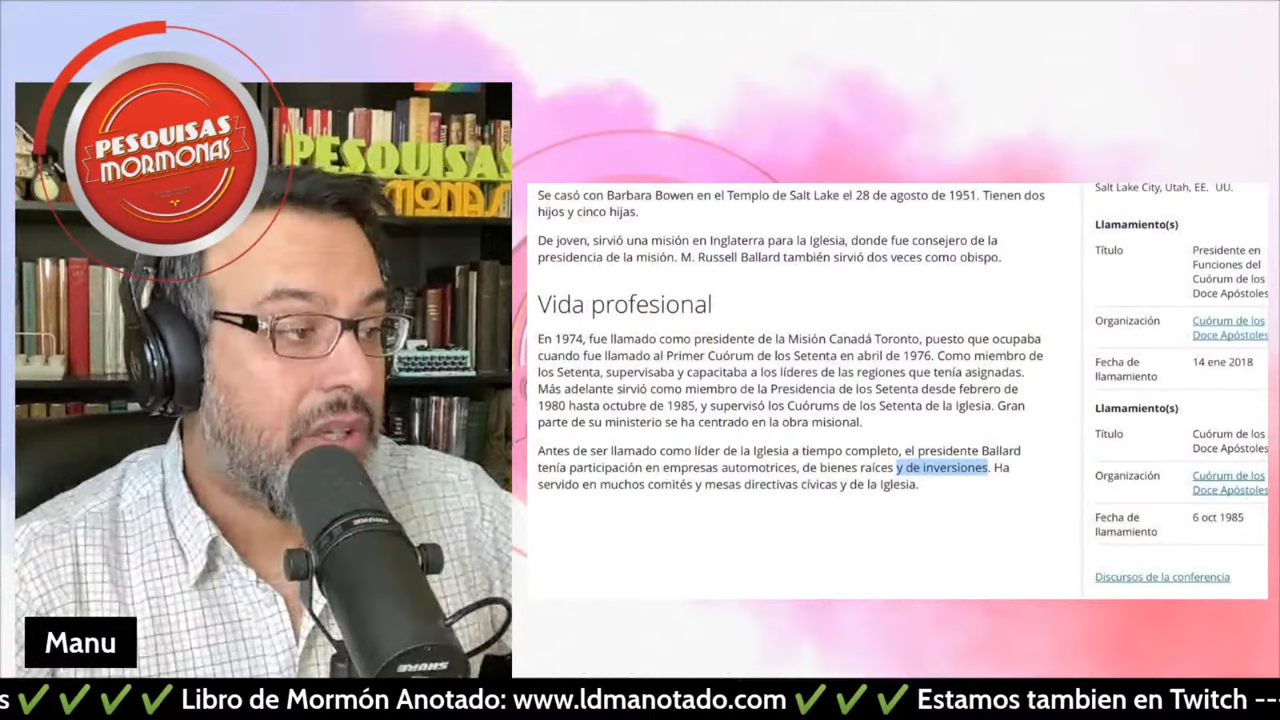 PESQUISAS
MORMONAS
PESQUISAS
MONAS
Manu
Se casó con Barbara Bowen en el Templo de Salt Lake el 28 de agosto de 1951. Tienen dos
hijos y cinco hijas.
De joven, sirvió una misión en Inglaterra para la Iglesia, donde fue consejero de la
presidencia de la misión. M. Russell Ballard también sirvió dos veces como obispo.
Vida profesional
En 1974, fue llamado como presidente de la Misión Canadá Toronto, puesto que ocupaba
cuando fue llamado al Primer Cuórum de los Setenta en abril de 1976. Como miembro de
los Setenta, supervisaba y capacitaba a los líderes de las regiones que tenía asignadas.
Más adelante sirvió como miembro de la Presidencia de los Setenta desde febrero de
1980 hasta octubre de 1985, y supervisó los Cuórums de los Setenta de la Iglesia. Gran
parte de su ministerio se ha centrado en la obra misional.
Antes de ser llamado como líder de la Iglesia a tiempo completo, el presidente Ballard
tenía participación en empresas automotrices, de bienes raíces y de inversiones. Ha
servido en muchos comités y mesas directivas cívicas y de la Iglesia.
Salt Lake City, Utah, EE. UU.
Llamamiento(s)
Título Presidente en
Funciones del
Cuórum de los
Doce Apóstoles
Organización Cuórum de los
Doce Apóstoles
Fecha de 14 ene 2018
llamamiento
Llamamiento(s)
Título Cuórum de los
Doce Apóstoles
Organización Cuórum de los
Doce Apóstoles
Fecha de 6 oct 1985
llamamiento
Discursos de la conferencia
SHURE
s ✔✔✔✔ Libro de Mormón Anotado: www.ldmanotado.com ✔✔✔ Estamos tambien en Twitch --